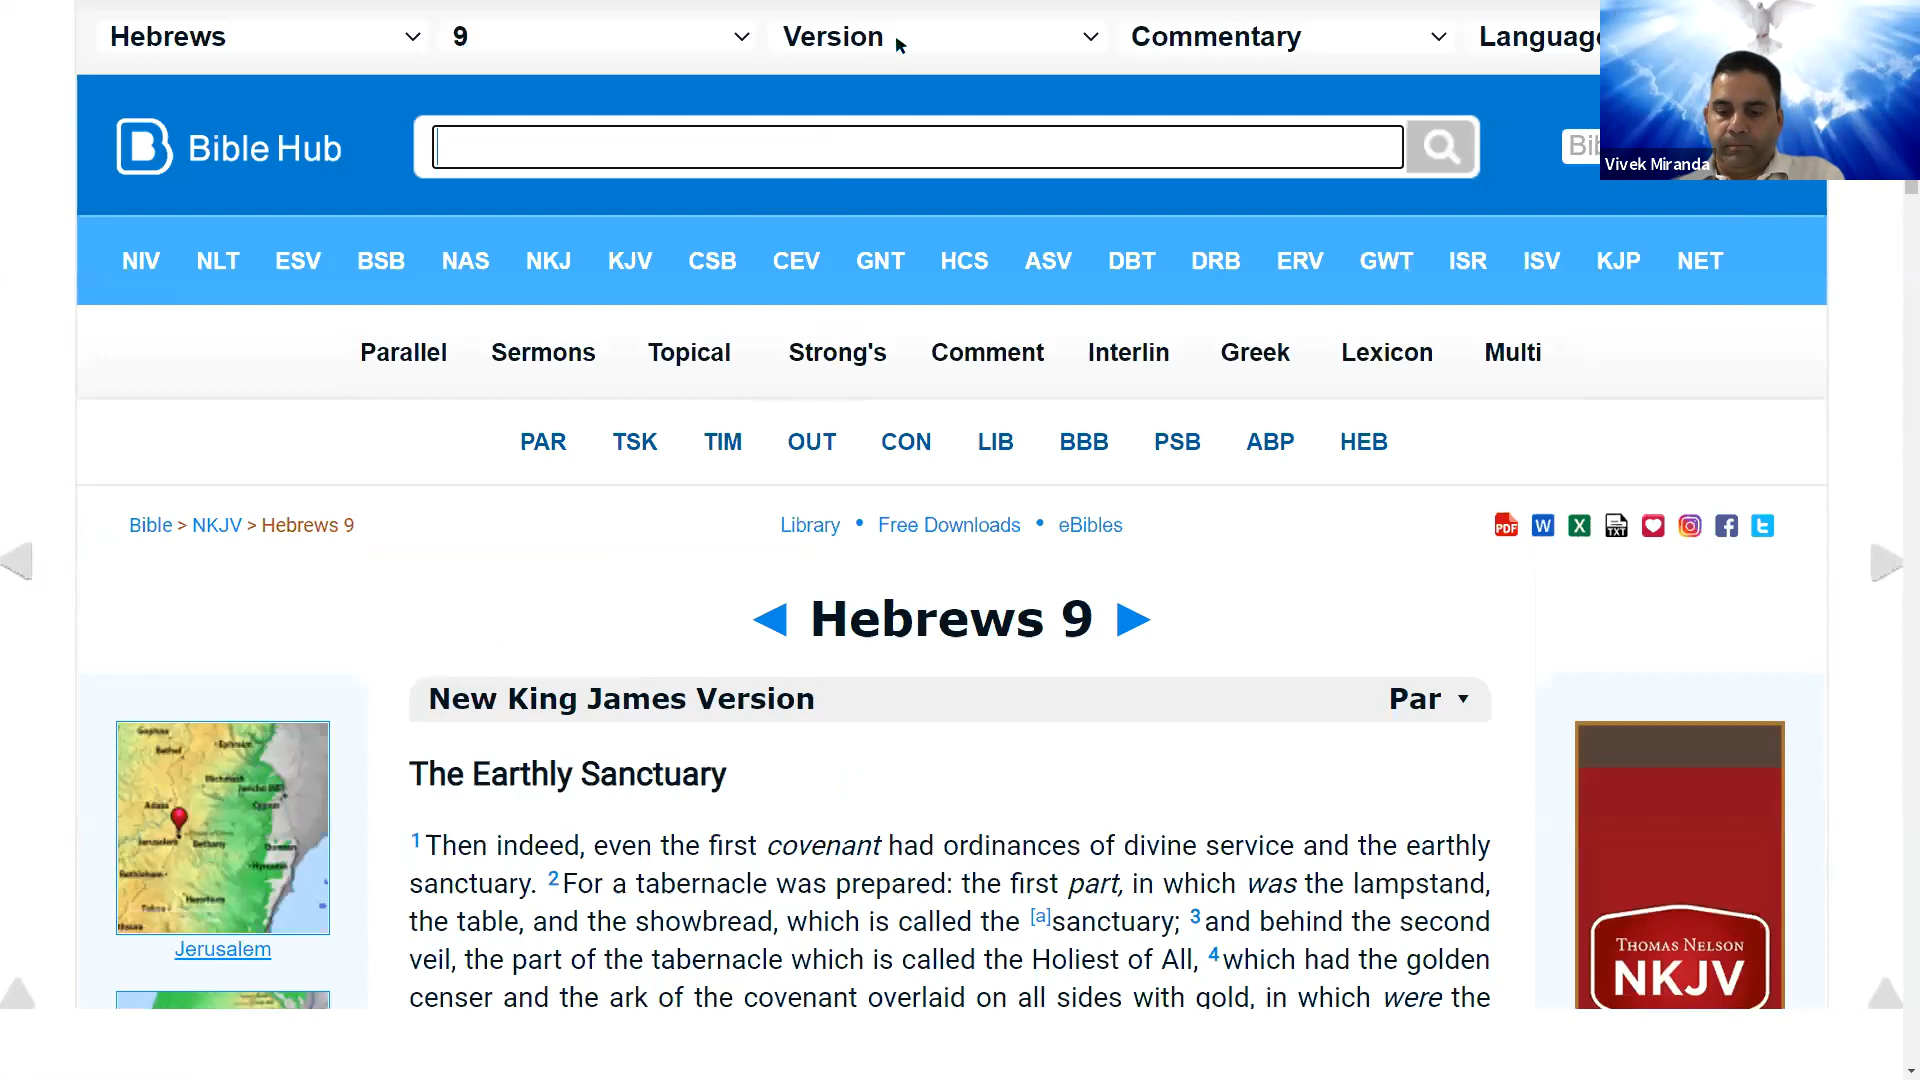 Hebrews 9 Version Commentary Language
Bible Hub
Bib
Vivek Miranda
NIV NLT ESV BSB NAS NKJ KJV CSB CEV GNT HCS ASV DBT DRB ERV GWT ISR ISV KJP NET
Parallel Sermons Topical Strong's Comment Interlin Greek Lexicon Multi
PAR TSK TIM OUT CON LIB BBB PSB ABP HEB
Bible > NKJV > Hebrews 9 Library • Free Downloads • eBibles
PDF W X TXT
◄ Hebrews 9 ►
New King James Version Par ▼
The Earthly Sanctuary
1 Then indeed, even the first covenant had ordinances of divine service and the earthly
sanctuary. 2 For a tabernacle was prepared: the first part, in which was the lampstand,
the table, and the showbread, which is called the [a]sanctuary; 3 and behind the second
veil, the part of the tabernacle which is called the Holiest of All, 4 which had the golden
censer and the ark of the covenant overlaid on all sides with gold, in which were the
Ephraim
Jerusalem
Bethany
Jerusalem
THOMAS NELSON
NKJV